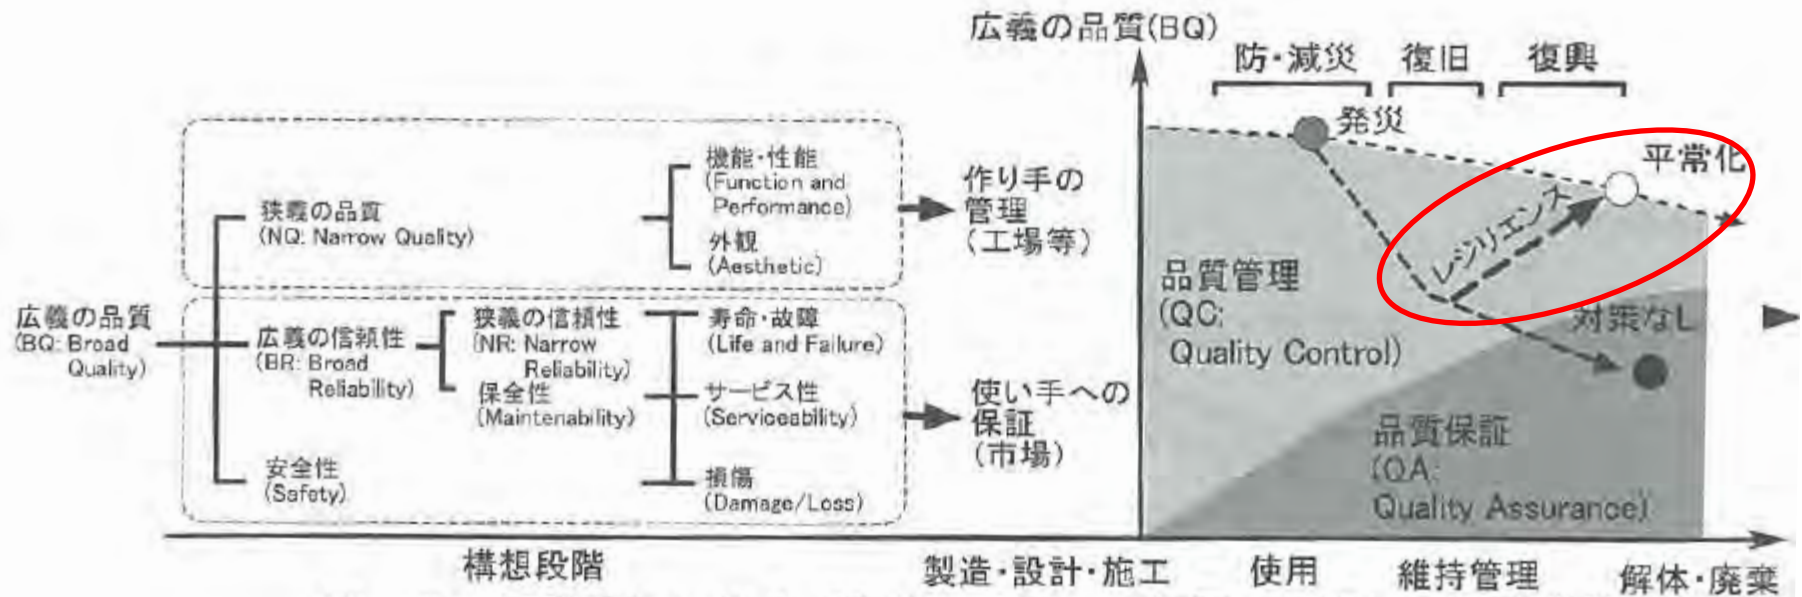 広義の品質(BQ)
防・減災
復旧
復興
発災
平常化
レジリエンス
対策なし
品質管理
(QC:
Quality Control)
品質保証
(QA:
Quality Assurance)
機能・性能
(Function and
Performance)
外観
(Aesthetic)
作り手の
管理
(工場等)
狭義の品質
(NQ: Narrow Quality)
広義の品質
(BQ: Broad
Quality)
広義の信頼性
(BR: Broad
Reliability)
狭義の信頼性
(NR: Narrow
Reliability)
保全性
(Maintenability)
寿命・故障
(Life and Failure)
サービス性
(Serviceability)
使い手への
保証
(市場)
安全性
(Safety)
損傷
(Damage/Loss)
構想段階
製造・設計・施工
使用
維持管理
解体・廃棄